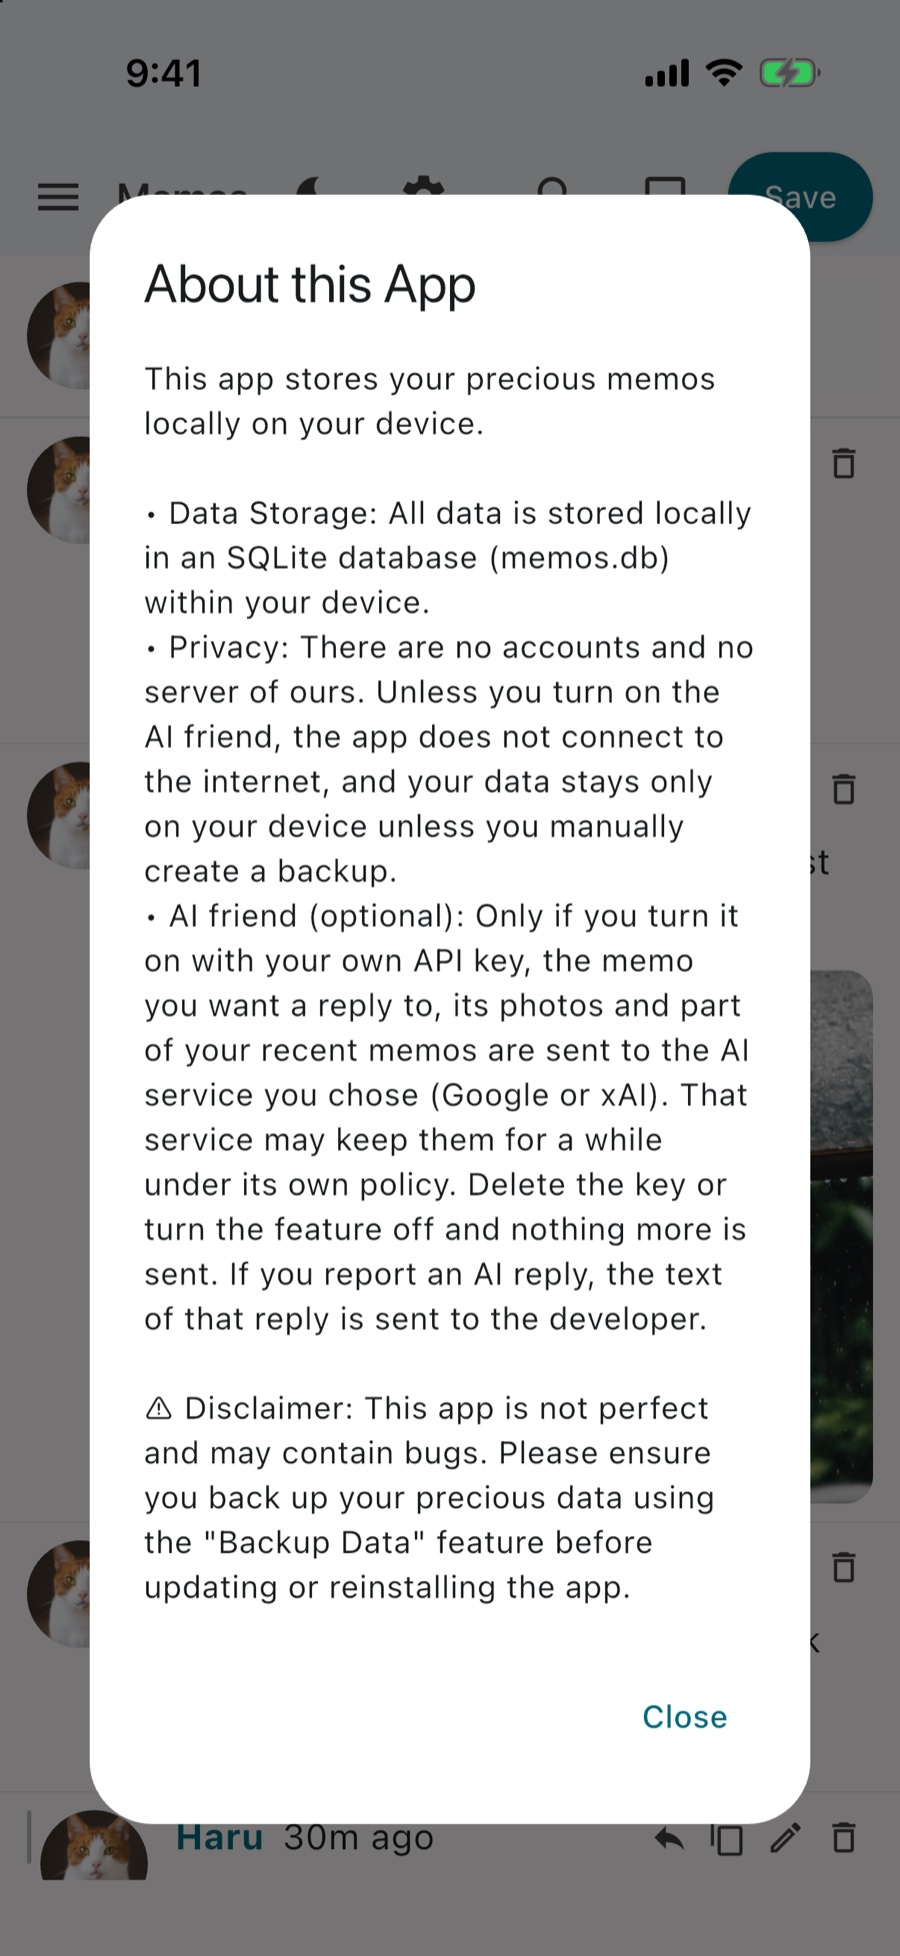 9:41
Save
About this App
This app stores your precious memos
locally on your device.
• Data Storage: All data is stored locally
in an SQLite database (memos.db)
within your device.
• Privacy: There are no accounts and no
server of ours. Unless you turn on the
AI friend, the app does not connect to
the internet, and your data stays only
on your device unless you manually
create a backup.
• AI friend (optional): Only if you turn it
on with your own API key, the memo
you want a reply to, its photos and part
of your recent memos are sent to the AI
service you chose (Google or xAI). That
service may keep them for a while
under its own policy. Delete the key or
turn the feature off and nothing more is
sent. If you report an AI reply, the text
of that reply is sent to the developer.
⚠ Disclaimer: This app is not perfect
and may contain bugs. Please ensure
you back up your precious data using
the "Backup Data" feature before
updating or reinstalling the app.
Close
Haru 30m ago